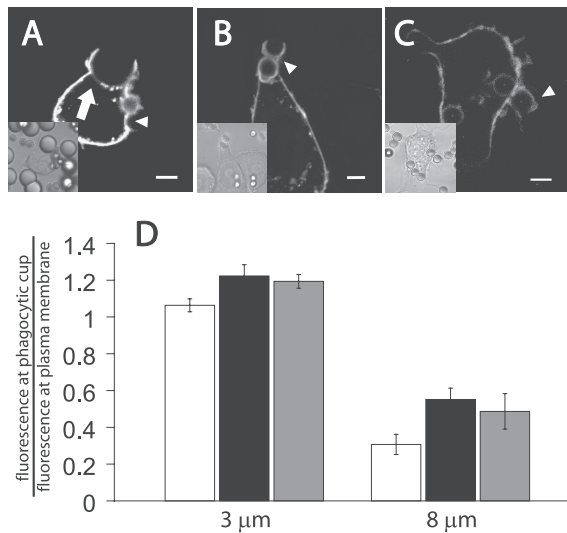 A
B
C
D
fluorescence at phagocytic cup
fluorescence at plasma membrane
1.4
1.2
1
0.8
0.6
0.4
0.2
0
3 μm
8 μm